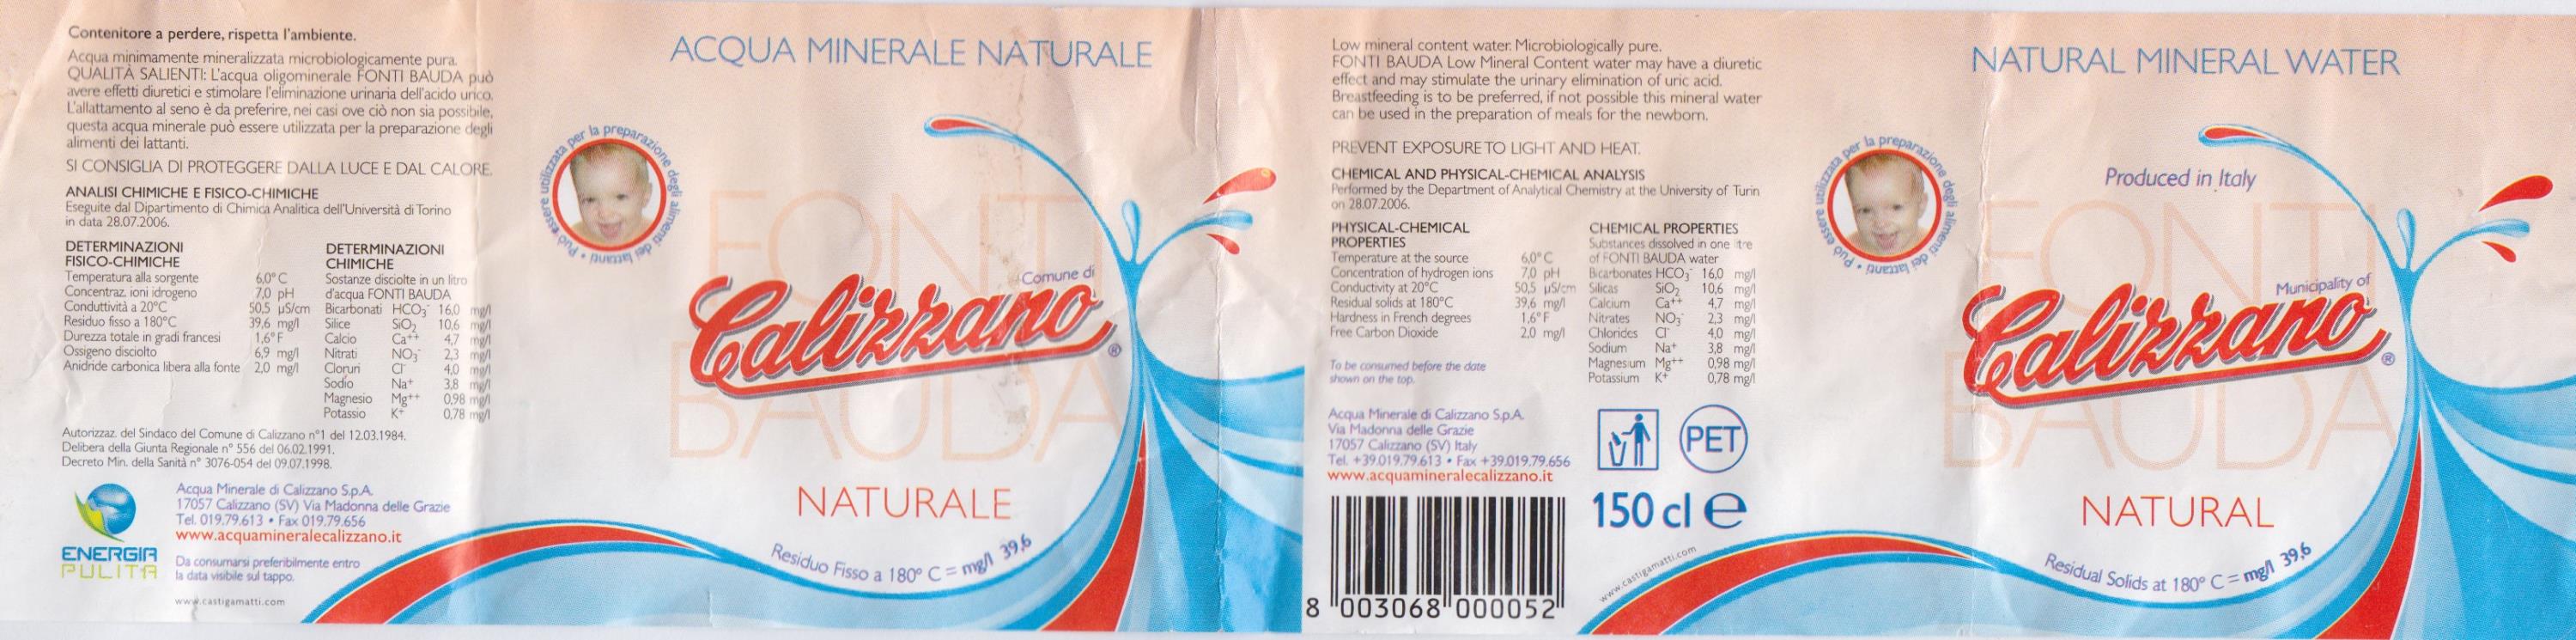 Contenitore a perdere, rispetta l'ambiente.
Acqua minimamente mineralizzata microbiologicamente pura.
QUALITÀ SALIENTI: L'acqua oligominerale FONTI BAUDA può
avere effetti diuretici e stimolare l'eliminazione urinaria dell'acido urico.
L'allattamento al seno è da preferire, nei casi ove ciò non sia possibile,
questa acqua minerale può essere utilizzata per la preparazione degli
alimenti dei lattanti.
SI CONSIGLIA DI PROTEGGERE DALLA LUCE E DAL CALORE.
ANALISI CHIMICHE E FISICO-CHIMICHE
Eseguite dal Dipartimento di Chimica Analitica dell'Università di Torino
in data 28.07.2006.
DETERMINAZIONI
FISICO-CHIMICHE
Temperatura alla sorgente 6,0° C
Concentraz. ioni idrogeno 7,0 pH
Conduttività a 20°C 50,5 µS/cm
Residuo fisso a 180°C 39,6 mg/l
Durezza totale in gradi francesi 1,6° F
Ossigeno disciolto 6,9 mg/l
Anidride carbonica libera alla fonte 2,0 mg/l
DETERMINAZIONI
CHIMICHE
Sostanze disciolte in un litro
d'acqua FONTI BAUDA
Bicarbonati HCO₃⁻ 16,0 mg/l
Silice SiO₂ 10,6 mg/l
Calcio Ca⁺⁺ 4,7 mg/l
Nitrati NO₃⁻ 2,3 mg/l
Cloruri Cl⁻ 4,0 mg/l
Sodio Na⁺ 3,8 mg/l
Magnesio Mg⁺⁺ 0,98 mg/l
Potassio K⁺ 0,78 mg/l
Autorizzaz. del Sindaco del Comune di Calizzano n°1 del 12.03.1984.
Delibera della Giunta Regionale n° 556 del 06.02.1991.
Decreto Min. della Sanità n° 3076-054 del 09.07.1998.
ENERGIA
PULITA
Acqua Minerale di Calizzano S.p.A.
17057 Calizzano (SV) Via Madonna delle Grazie
Tel. 019.79.613 • Fax 019.79.656
www.acquamineralecalizzano.it
Da consumarsi preferibilmente entro
la data visibile sul tappo.
www.castigamatti.com
ACQUA MINERALE NATURALE
Può essere utilizzata per la preparazione degli alimenti dei lattanti •
FONTI
BAUDA
Comune di
Calizzano®
NATURALE
Residuo Fisso a 180° C = mg/l 39,6
Low mineral content water. Microbiologically pure.
FONTI BAUDA Low Mineral Content water may have a diuretic
effect and may stimulate the urinary elimination of uric acid.
Breastfeeding is to be preferred, if not possible this mineral water
can be used in the preparation of meals for the newborn.
PREVENT EXPOSURE TO LIGHT AND HEAT.
CHEMICAL AND PHYSICAL-CHEMICAL ANALYSIS
Performed by the Department of Analytical Chemistry at the University of Turin
on 28.07.2006.
PHYSICAL-CHEMICAL
PROPERTIES
Temperature at the source 6,0° C
Concentration of hydrogen ions 7,0 pH
Conductivity at 20°C 50,5 µS/cm
Residual solids at 180°C 39,6 mg/l
Hardness in French degrees 1,6° F
Free Carbon Dioxide 2,0 mg/l
To be consumed before the date
shown on the top.
CHEMICAL PROPERTIES
Substances dissolved in one litre
of FONTI BAUDA water
Bicarbonates HCO₃⁻ 16,0 mg/l
Silicas SiO₂ 10,6 mg/l
Calcium Ca⁺⁺ 4,7 mg/l
Nitrates NO₃⁻ 2,3 mg/l
Chlorides Cl⁻ 4,0 mg/l
Sodium Na⁺ 3,8 mg/l
Magnesium Mg⁺⁺ 0,98 mg/l
Potassium K⁺ 0,78 mg/l
Acqua Minerale di Calizzano S.p.A.
Via Madonna delle Grazie
17057 Calizzano (SV) Italy
Tel. +39.019.79.613 • Fax +39.019.79.656
www.acquamineralecalizzano.it
PET
150 cl e
8 003068 000052
www.castigamatti.com
NATURAL MINERAL WATER
Può essere utilizzata per la preparazione degli alimenti dei lattanti •
Produced in Italy
FONTI
BAUDA
Municipality of
Calizzano®
NATURAL
Residual Solids at 180° C = mg/l 39,6